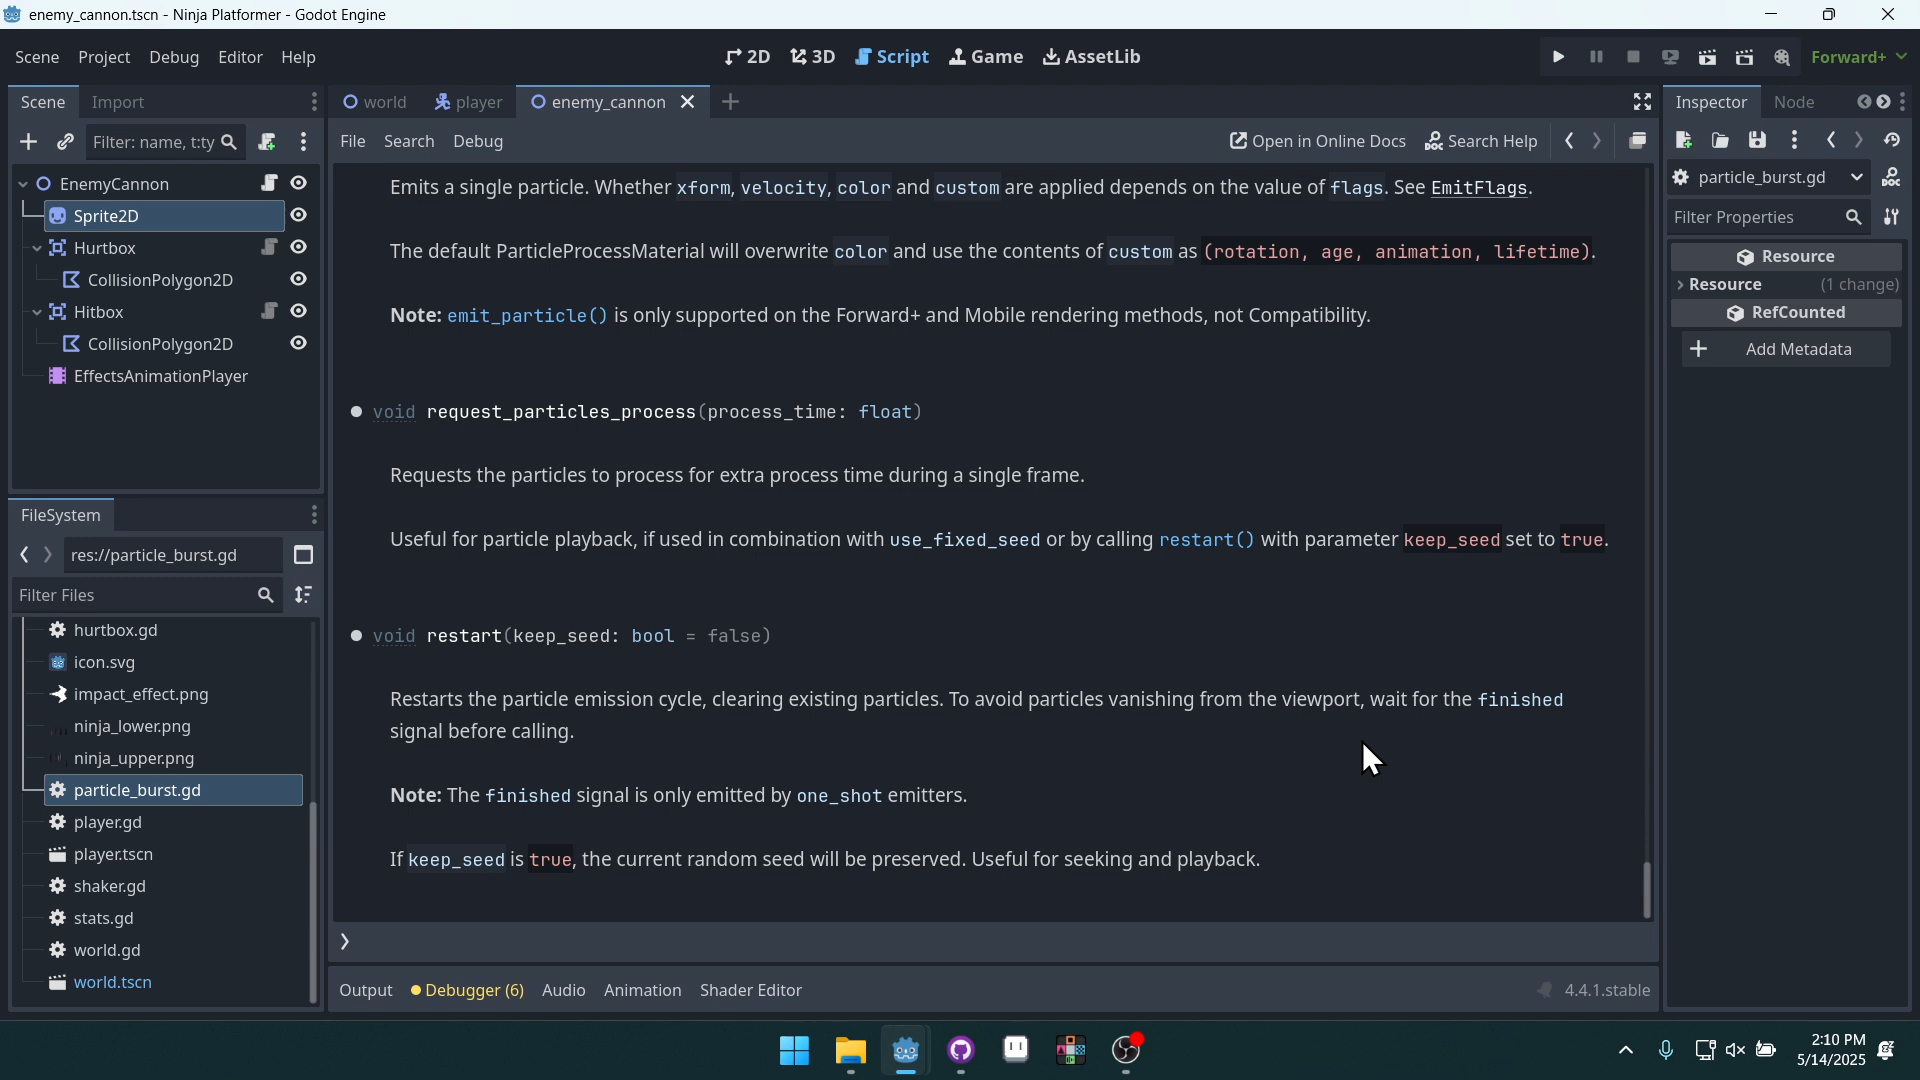 enemy_cannon.tscn - Ninja Platformer - Godot Engine
Scene Project Debug Editor Help
2D 3D Script Game AssetLib
Forward+
Scene Import
world player enemy_cannon
Inspector Node
Filter: name, t:ty
File Search Debug
Open in Online Docs Search Help
EnemyCannon
Sprite2D
Hurtbox
CollisionPolygon2D
Hitbox
CollisionPolygon2D
EffectsAnimationPlayer
Emits a single particle. Whether xform, velocity, color and custom are applied depends on the value of flags. See EmitFlags.
The default ParticleProcessMaterial will overwrite color and use the contents of custom as (rotation, age, animation, lifetime).
Note: emit_particle() is only supported on the Forward+ and Mobile rendering methods, not Compatibility.
void request_particles_process(process_time: float)
Requests the particles to process for extra process time during a single frame.
Useful for particle playback, if used in combination with use_fixed_seed or by calling restart() with parameter keep_seed set to true.
void restart(keep_seed: bool = false)
Restarts the particle emission cycle, clearing existing particles. To avoid particles vanishing from the viewport, wait for the finished
signal before calling.
Note: The finished signal is only emitted by one_shot emitters.
If keep_seed is true, the current random seed will be preserved. Useful for seeking and playback.
particle_burst.gd
Filter Properties
Resource
Resource (1 change)
RefCounted
Add Metadata
FileSystem
res://particle_burst.gd
Filter Files
hurtbox.gd
icon.svg
impact_effect.png
ninja_lower.png
ninja_upper.png
particle_burst.gd
player.gd
player.tscn
shaker.gd
stats.gd
world.gd
world.tscn
Output Debugger (6) Audio Animation Shader Editor
4.4.1.stable
2:10 PM
5/14/2025